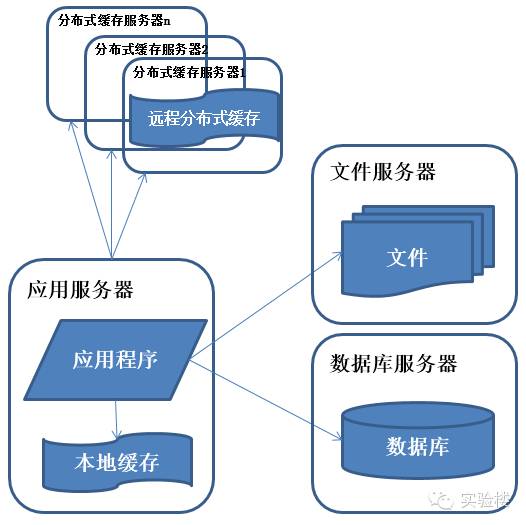 分布式缓存服务器n
分布式缓存服务器2
分布式缓存服务器1
远程分布式缓存
文件服务器
文件
应用服务器
应用程序
本地缓存
数据库服务器
数据库
实验楼